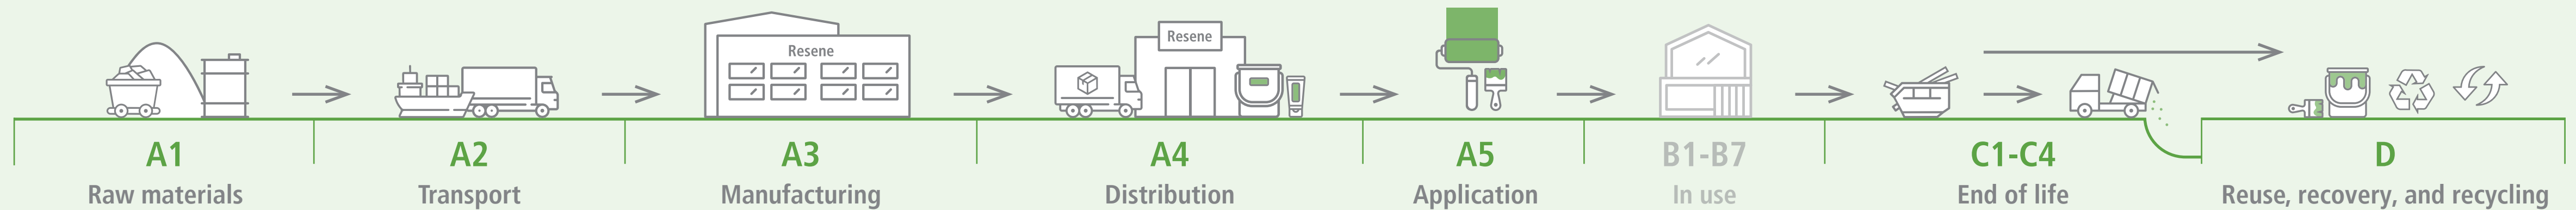 Resene
Resene
A1
Raw materials
A2
Transport
A3
Manufacturing
A4
Distribution
A5
Application
B1-B7
In use
C1-C4
End of life
D
Reuse, recovery, and recycling